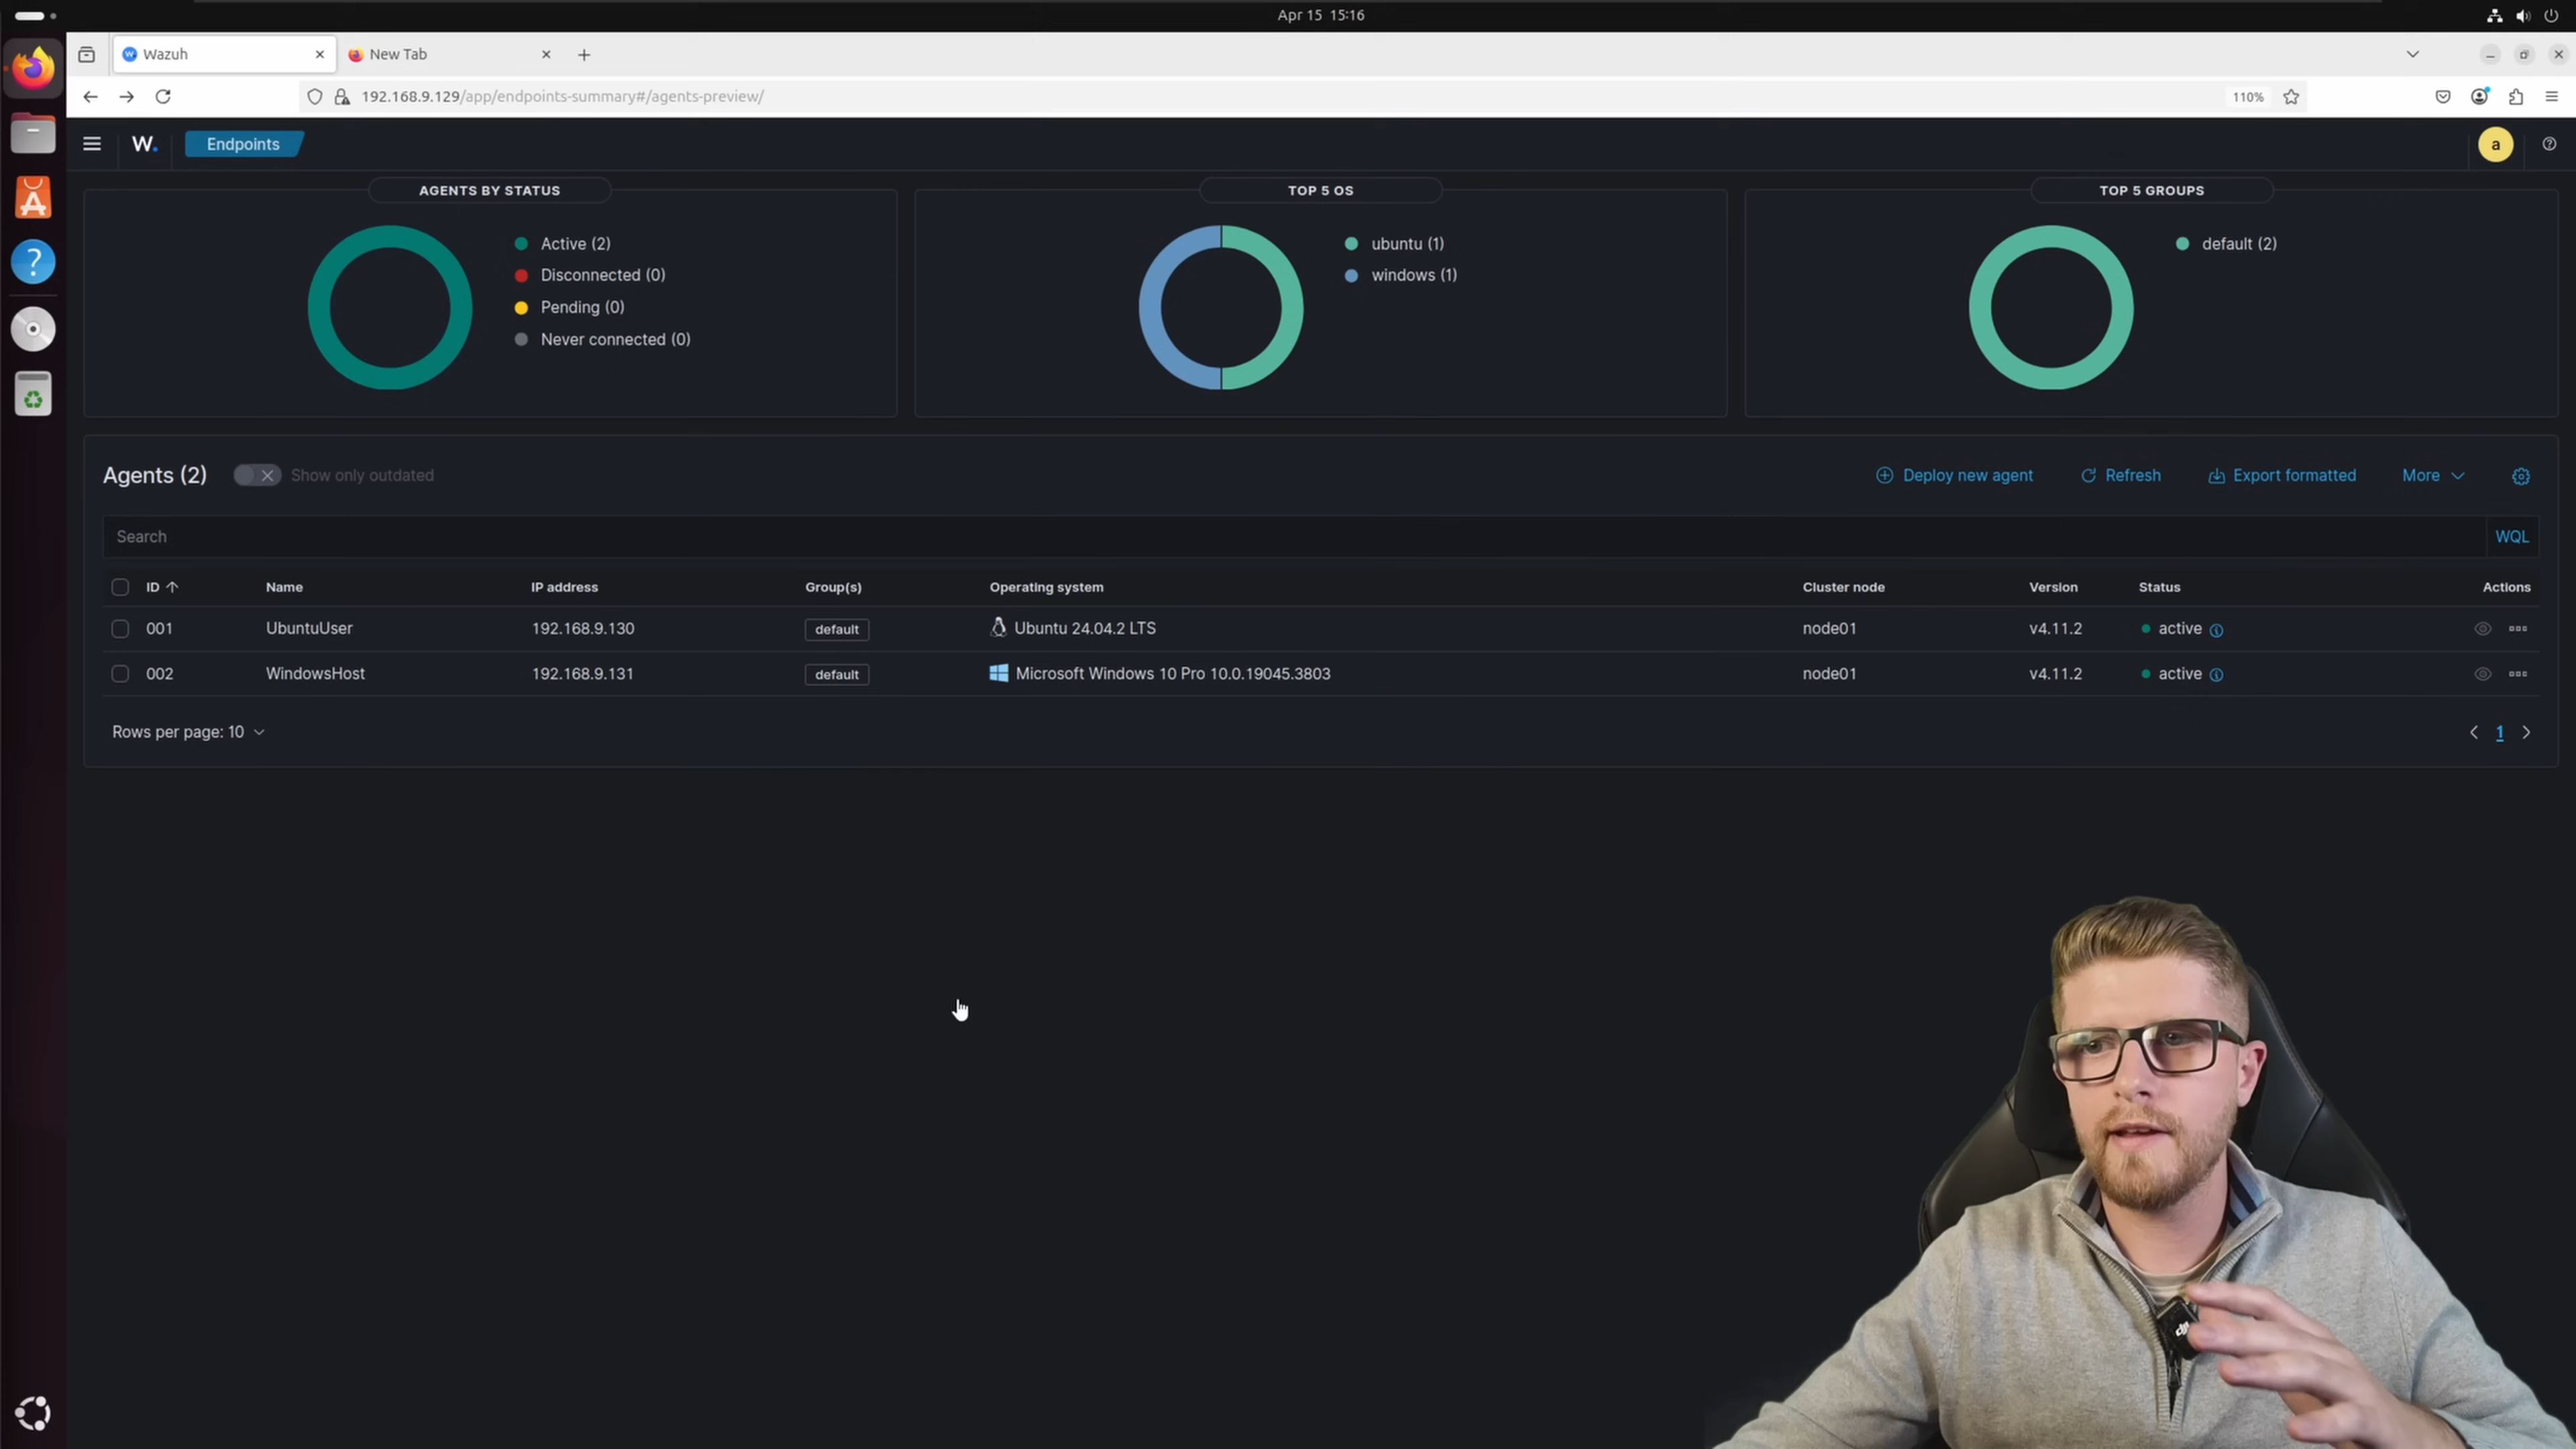 Apr 15 15:16
Wazuh
New Tab
192.168.9.129/app/endpoints-summary#/agents-preview/
110%
W.
Endpoints
a
AGENTS BY STATUS
Active (2)
Disconnected (0)
Pending (0)
Never connected (0)
TOP 5 OS
ubuntu (1)
windows (1)
TOP 5 GROUPS
default (2)
Agents (2)
Show only outdated
Deploy new agent
Refresh
Export formatted
More
Search
WQL
ID Name IP address Group(s) Operating system Cluster node Version Status Actions
001 UbuntuUser 192.168.9.130 default Ubuntu 24.04.2 LTS node01 v4.11.2 active
002 WindowsHost 192.168.9.131 default Microsoft Windows 10 Pro 10.0.19045.3803 node01 v4.11.2 active
Rows per page: 10
1
dji